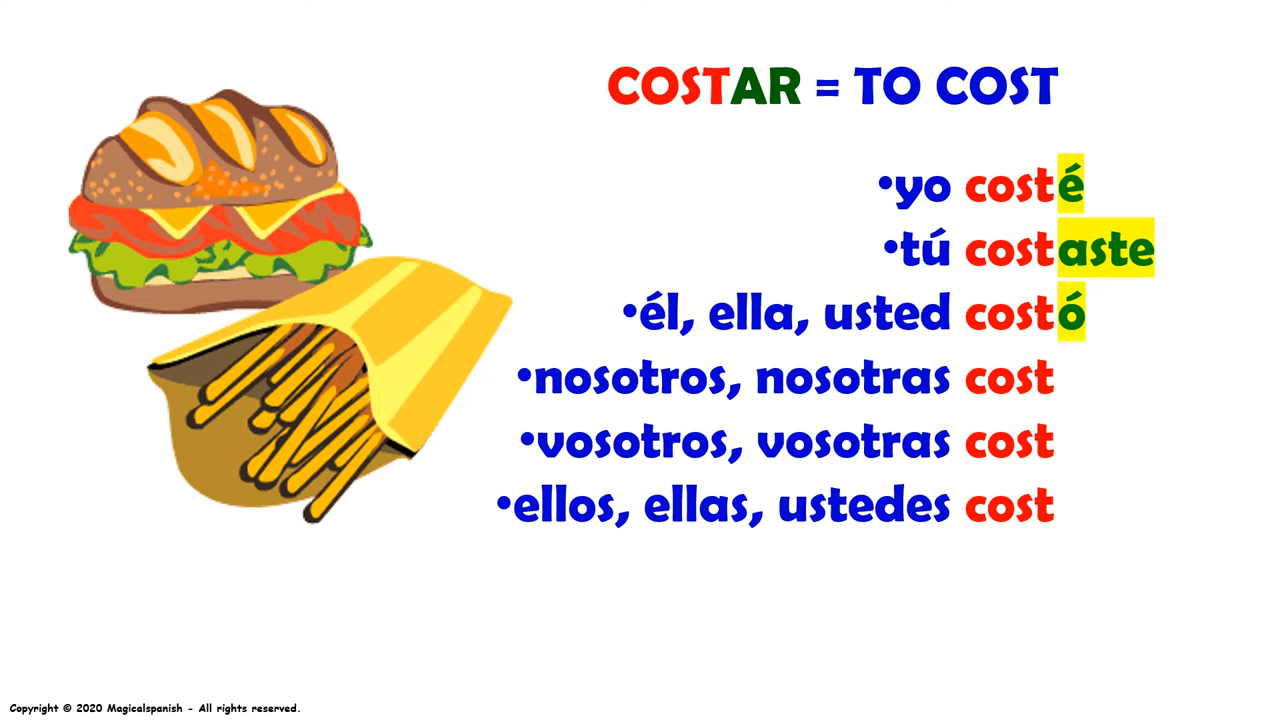 COSTAR = TO COST
•yo costé
•tú costaste
•él, ella, usted costó
•nosotros, nosotras cost
•vosotros, vosotras cost
•ellos, ellas, ustedes cost
Copyright © 2020 Magicalspanish - All rights reserved.